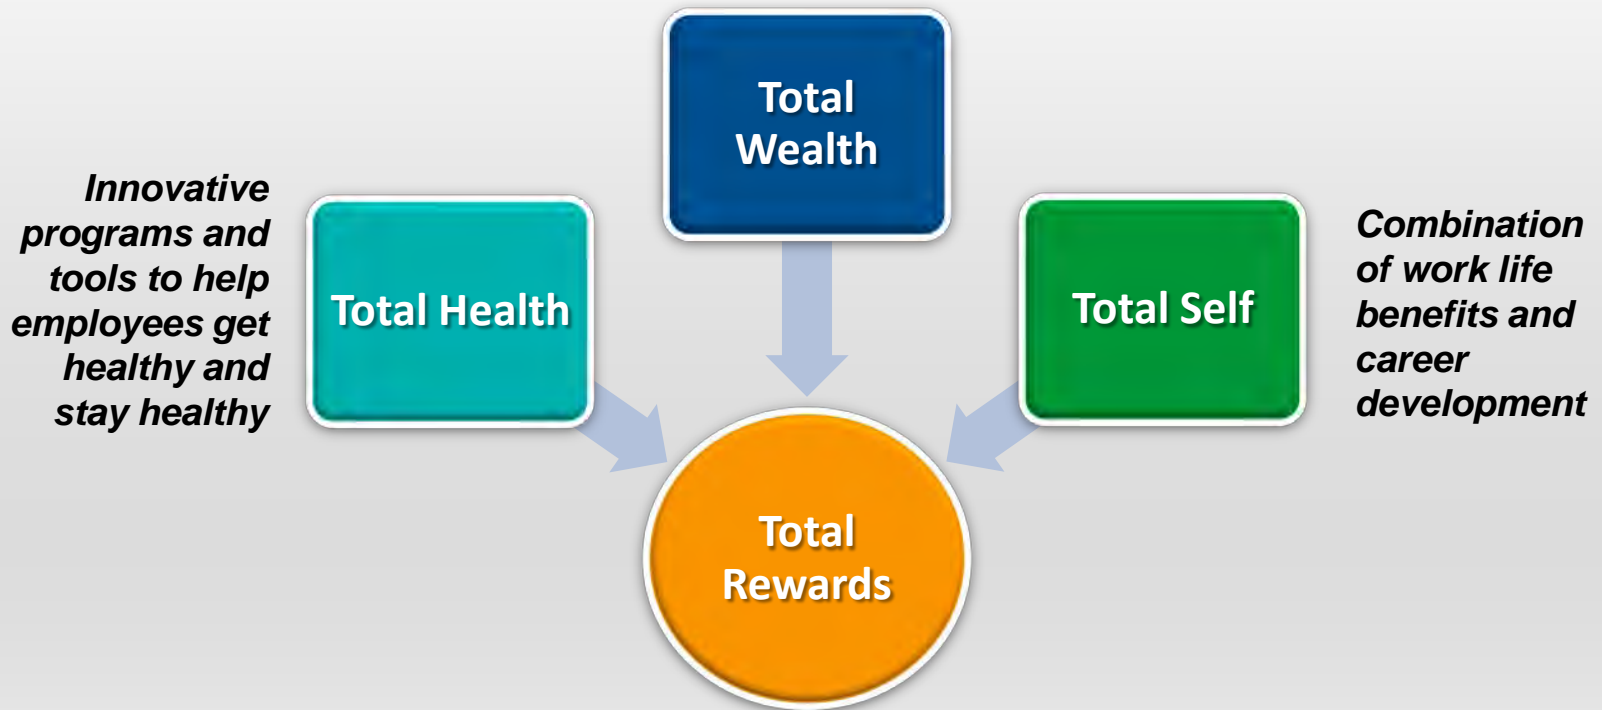 Total
Wealth
Innovative
programs and
tools to help
employees get
healthy and
stay healthy
Total Health
Total Self
Combination
of work life
benefits and
career
development
Total
Rewards